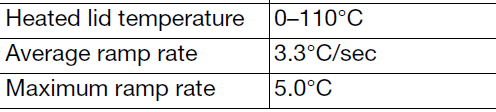 Heated lid temperature 0–110°C
Average ramp rate 3.3°C/sec
Maximum ramp rate 5.0°C